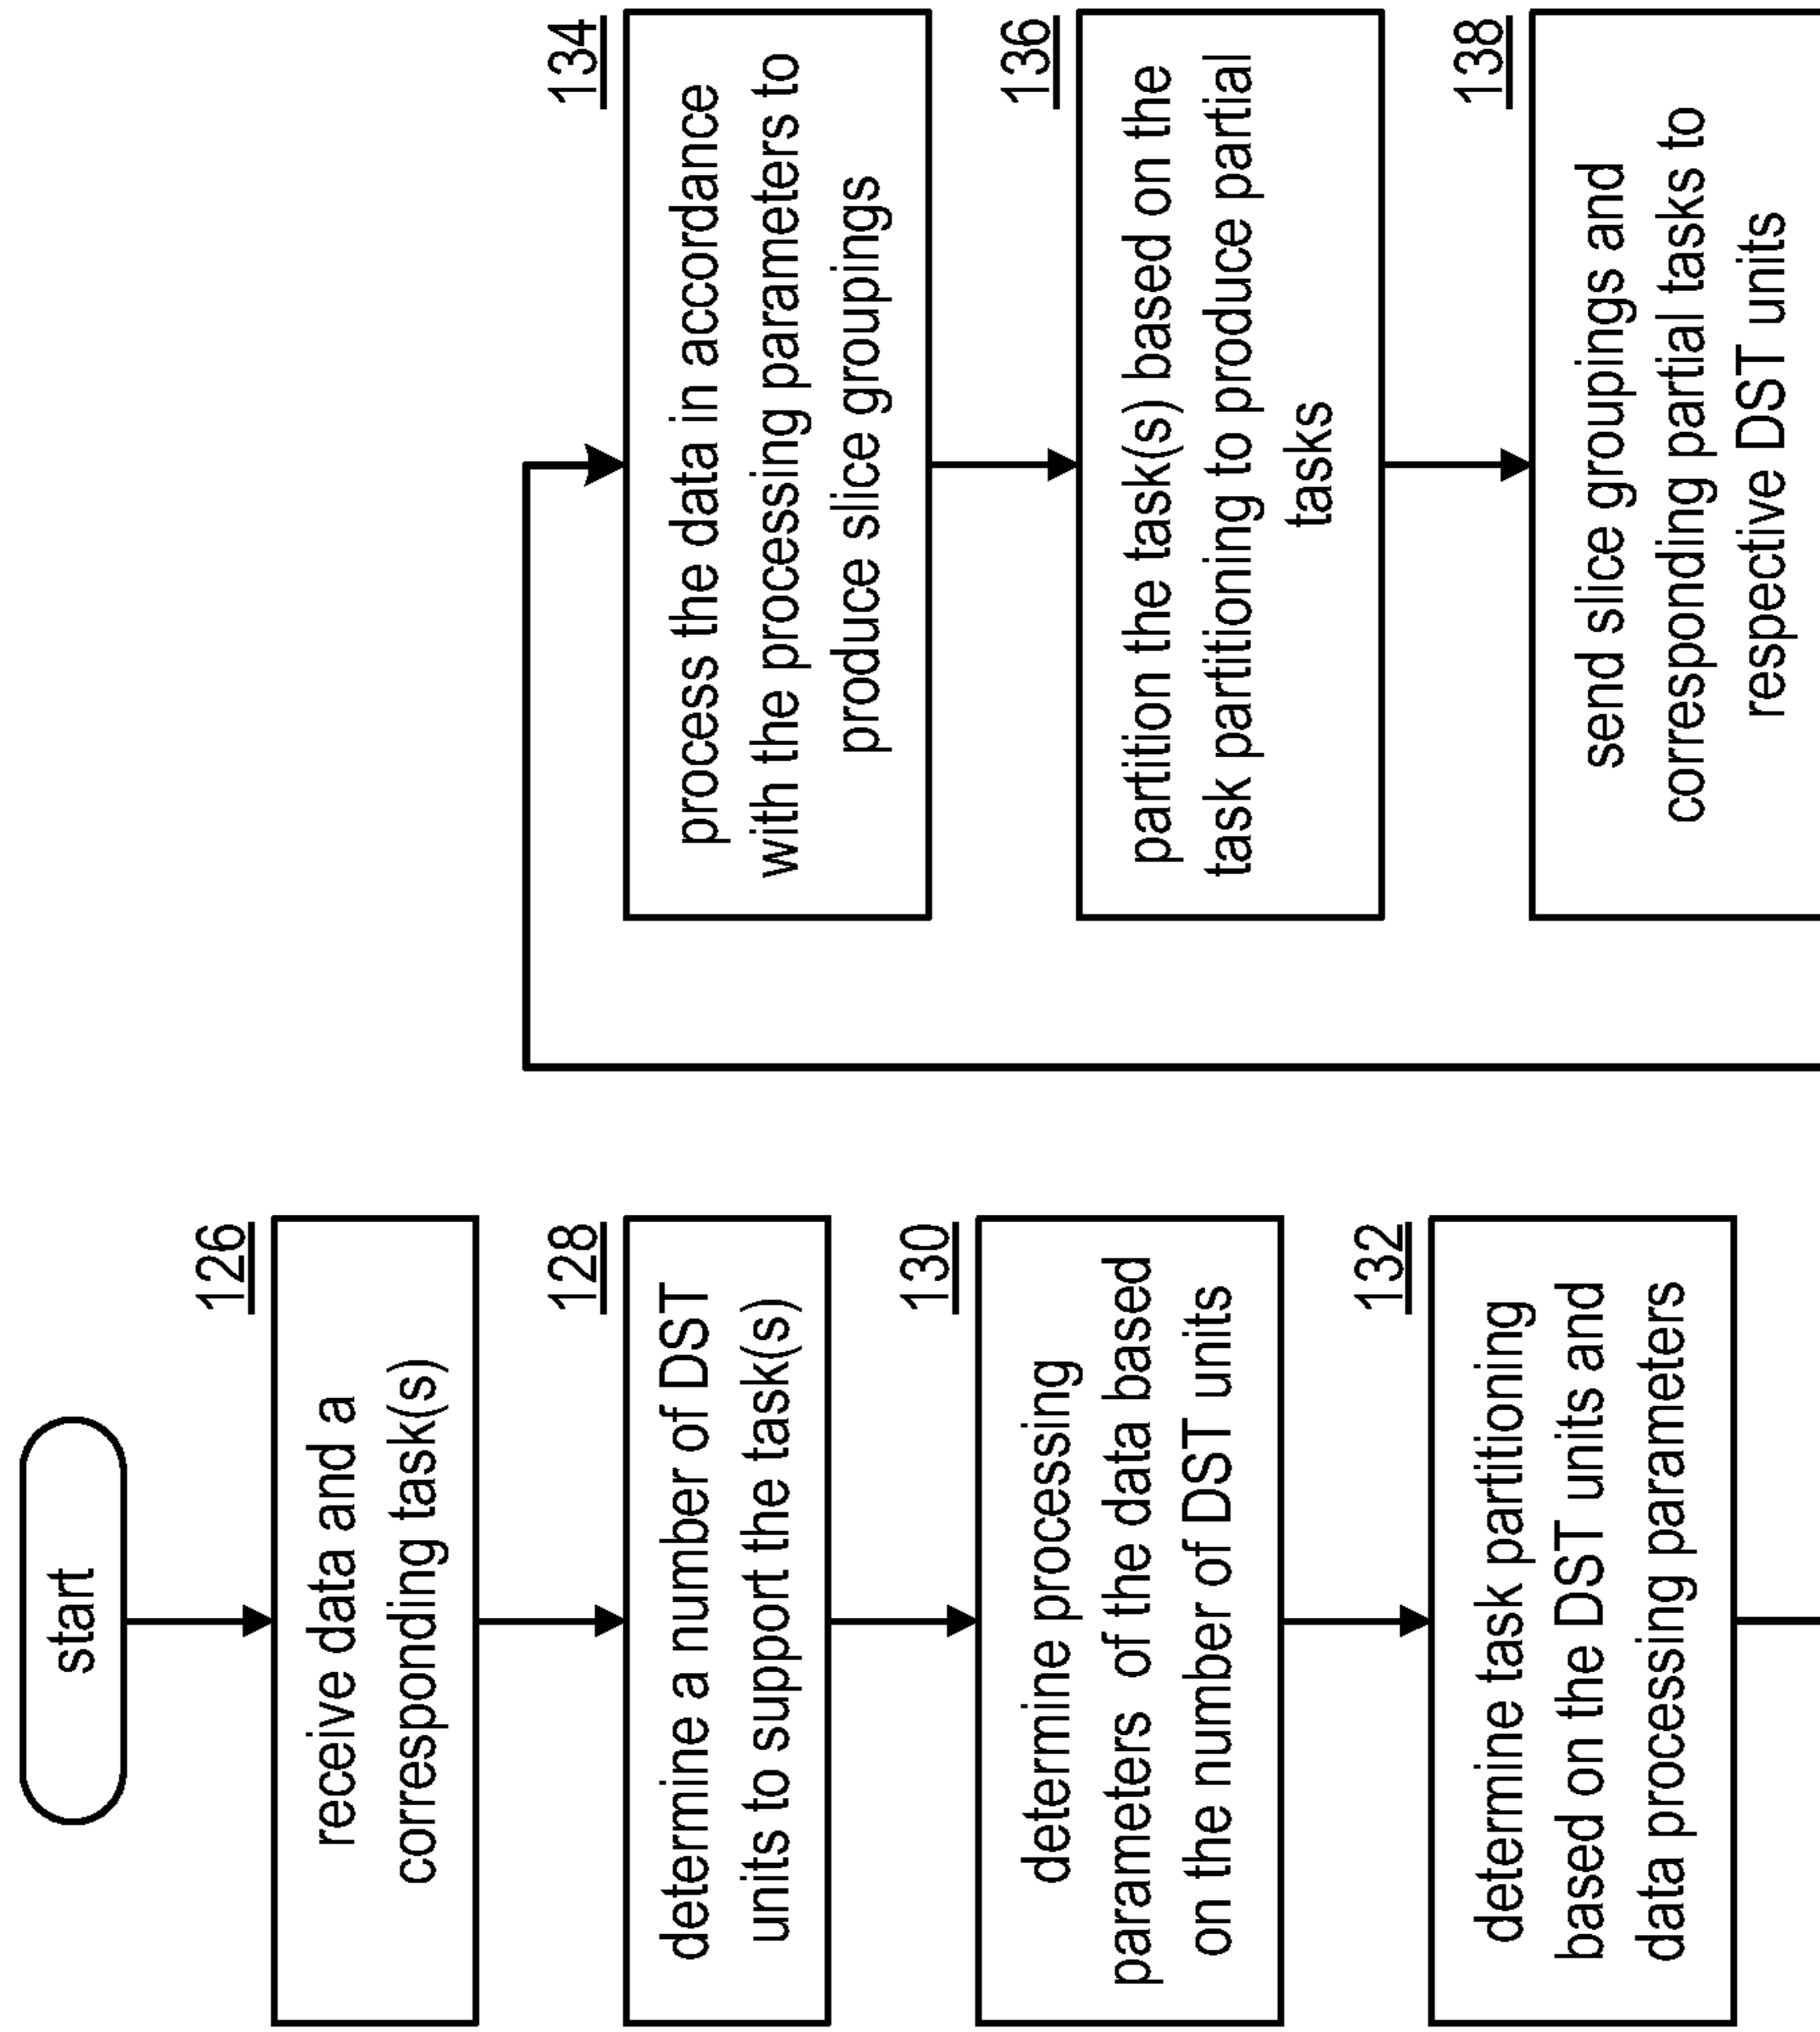 start
126
receive data and a
corresponding task(s)
128
determine a number of DST
units to support the task(s)
130
determine processing
parameters of the data based
on the number of DST units
132
determine task partitioning
based on the DST units and
data processing parameters
134
process the data in accordance
with the processing parameters to
produce slice groupings
136
partition the task(s) based on the
task partitioning to produce partial
tasks
138
send slice groupings and
corresponding partial tasks to
respective DST units